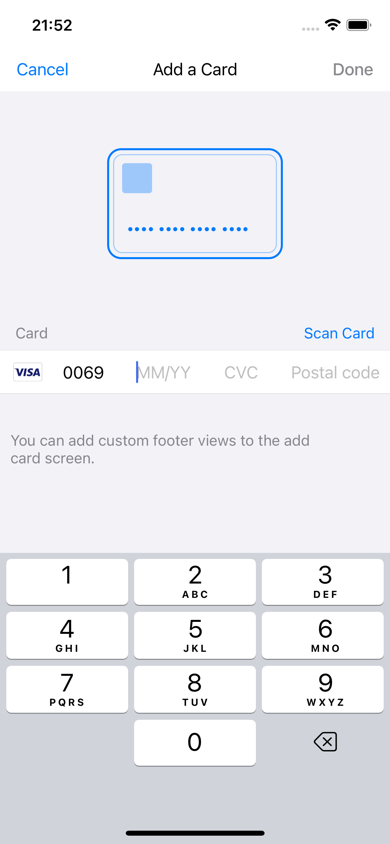 21:52
Cancel Add a Card Done
Card Scan Card
VISA 0069 MM/YY CVC Postal code
You can add custom footer views to the add
card screen.
1 2 3
ABC DEF
4 5 6
GHI JKL MNO
7 8 9
PQRS TUV WXYZ
0